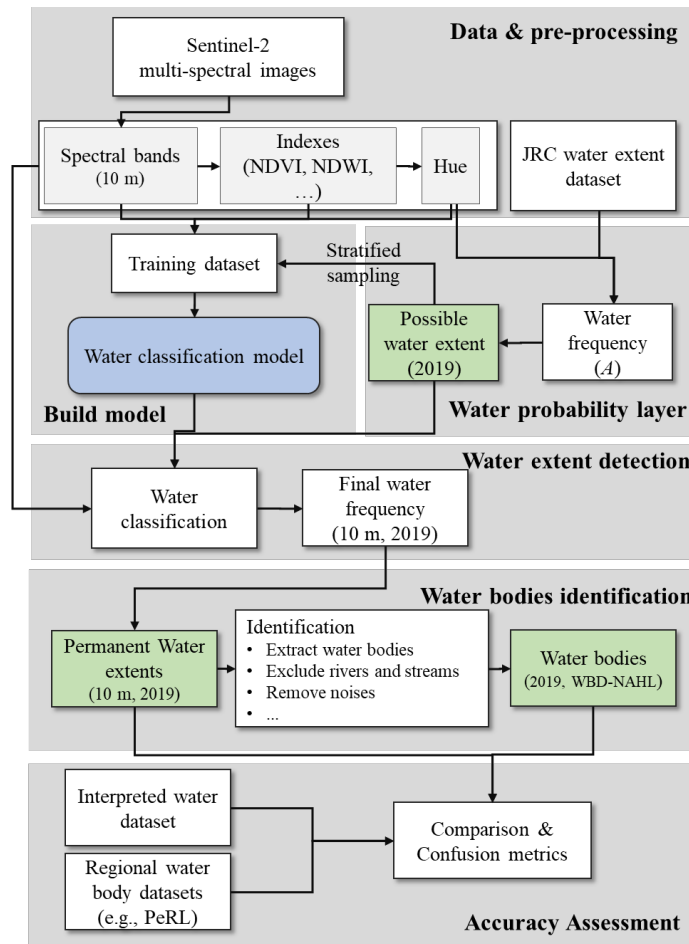 Data & pre-processing
Sentinel-2
multi-spectral images
Spectral bands
(10 m)
Indexes
(NDVI, NDWI,
…)
Hue
JRC water extent
dataset
Training dataset
Stratified
sampling
Water classification model
Build model
Possible
water extent
(2019)
Water
frequency
(A)
Water probability layer
Water extent detection
Water
classification
Final water
frequency
(10 m, 2019)
Water bodies identification
Permanent Water
extents
(10 m, 2019)
Identification
• Extract water bodies
• Exclude rivers and streams
• Remove noises
• ...
Water bodies
(2019, WBD-NAHL)
Interpreted water
dataset
Regional water
body datasets
(e.g., PeRL)
Comparison &
Confusion metrics
Accuracy Assessment